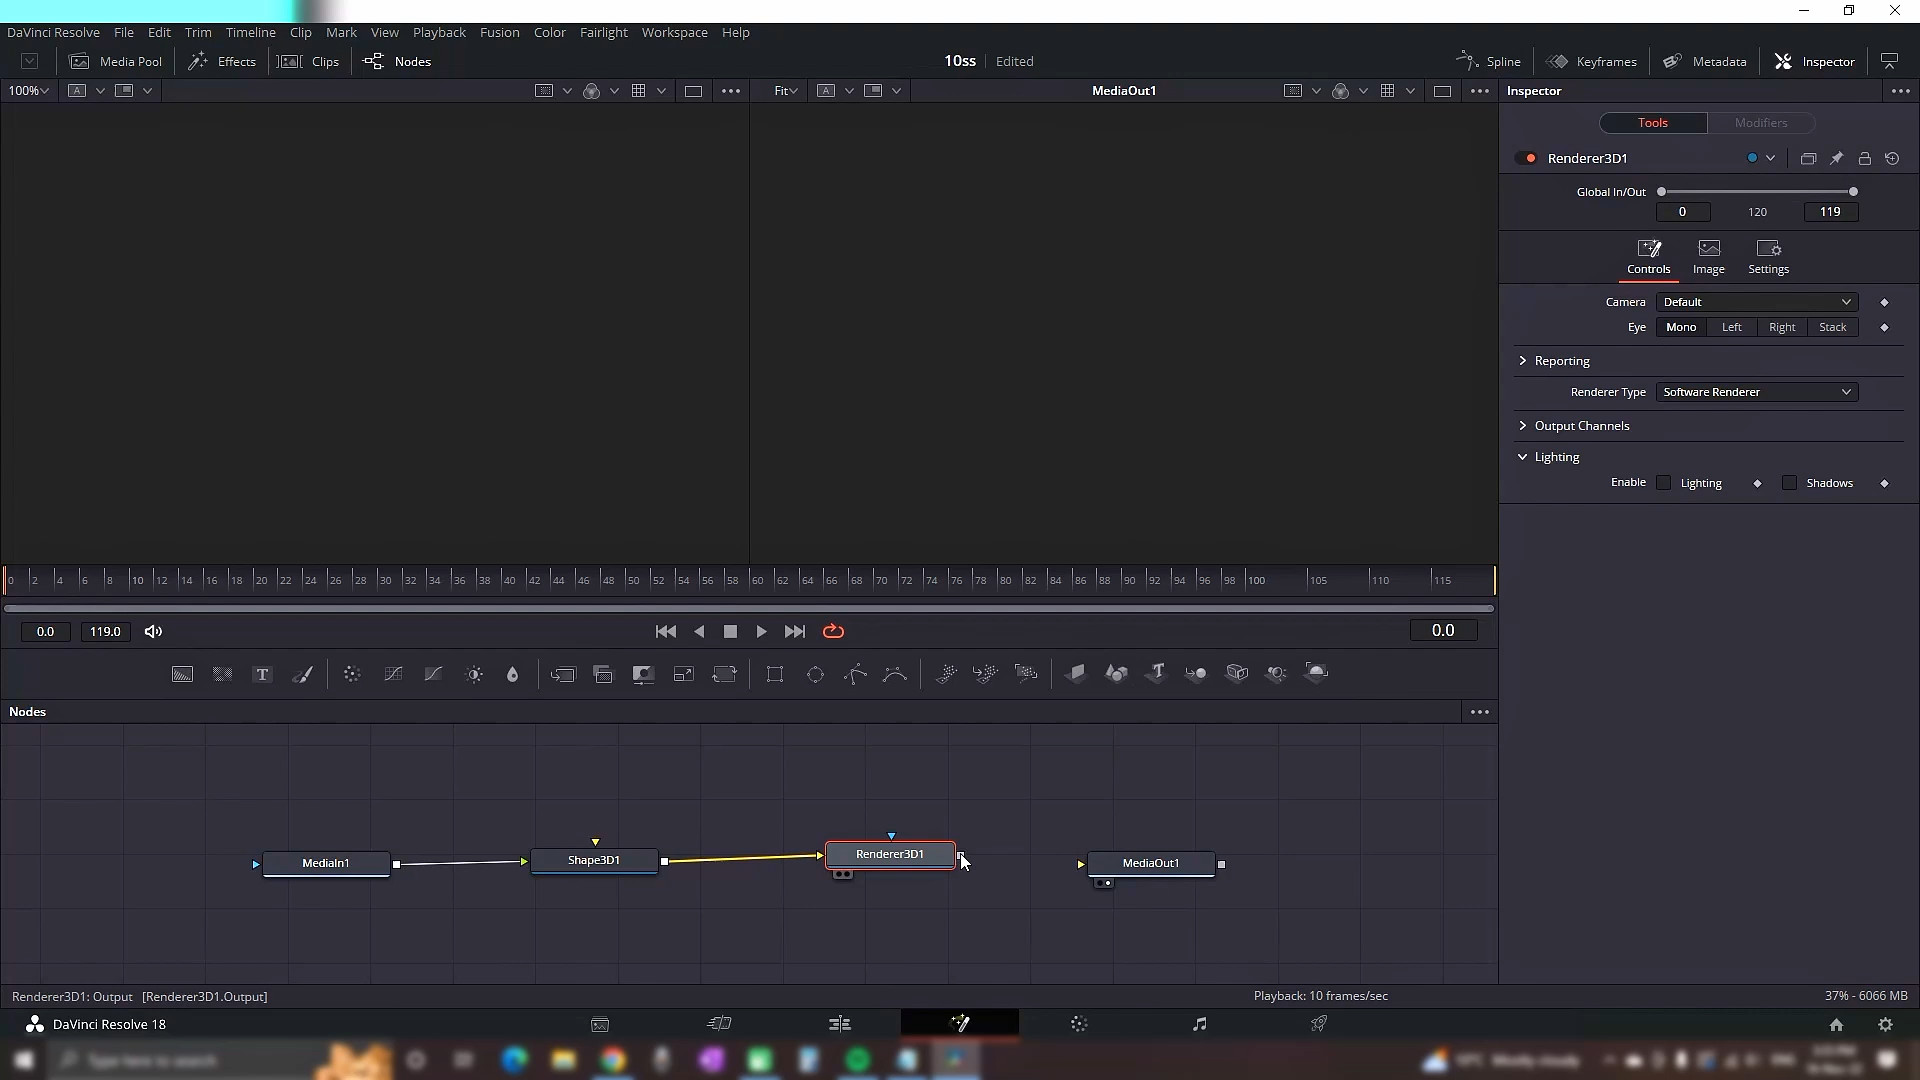 DaVinci Resolve File Edit Trim Timeline Clip Mark View Playback Fusion Color Fairlight Workspace Help
Media Pool Effects Clips Nodes 10ss Edited Spline Keyframes Metadata Inspector
100% A Fit A MediaOut1 Inspector
Tools Modifiers
Renderer3D1
Global In/Out
0 120 119
Controls Image Settings
Camera Default
Eye Mono Left Right Stack
Reporting
Renderer Type Software Renderer
Output Channels
Lighting
Enable Lighting Shadows
0 2 4 6 8 10 12 14 16 18 20 22 24 26 28 30 32 34 36 38 40 42 44 46 48 50 52 54 56 58 60 62 64 66 68 70 72 74 76 78 80 82 84 86 88 90 92 94 96 98 100 105 110 115
0.0 119.0 0.0
T T
Nodes
MediaIn1 Shape3D1 Renderer3D1 MediaOut1
Renderer3D1: Output [Renderer3D1.Output] Playback: 10 frames/sec 37% - 6066 MB
DaVinci Resolve 18
Type here to search Mostly cloudy